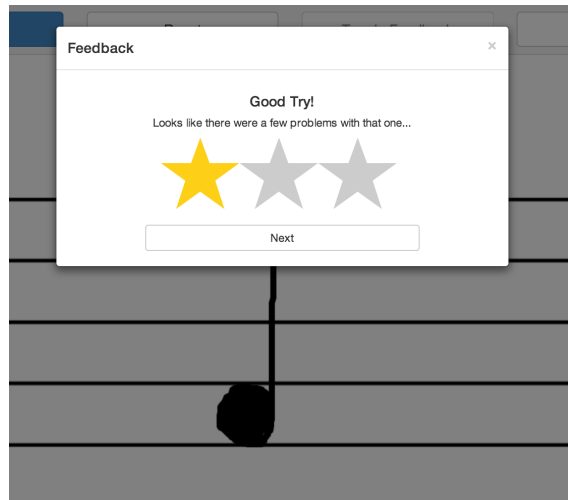 Feedback
×
Good Try!
Looks like there were a few problems with that one...
Next